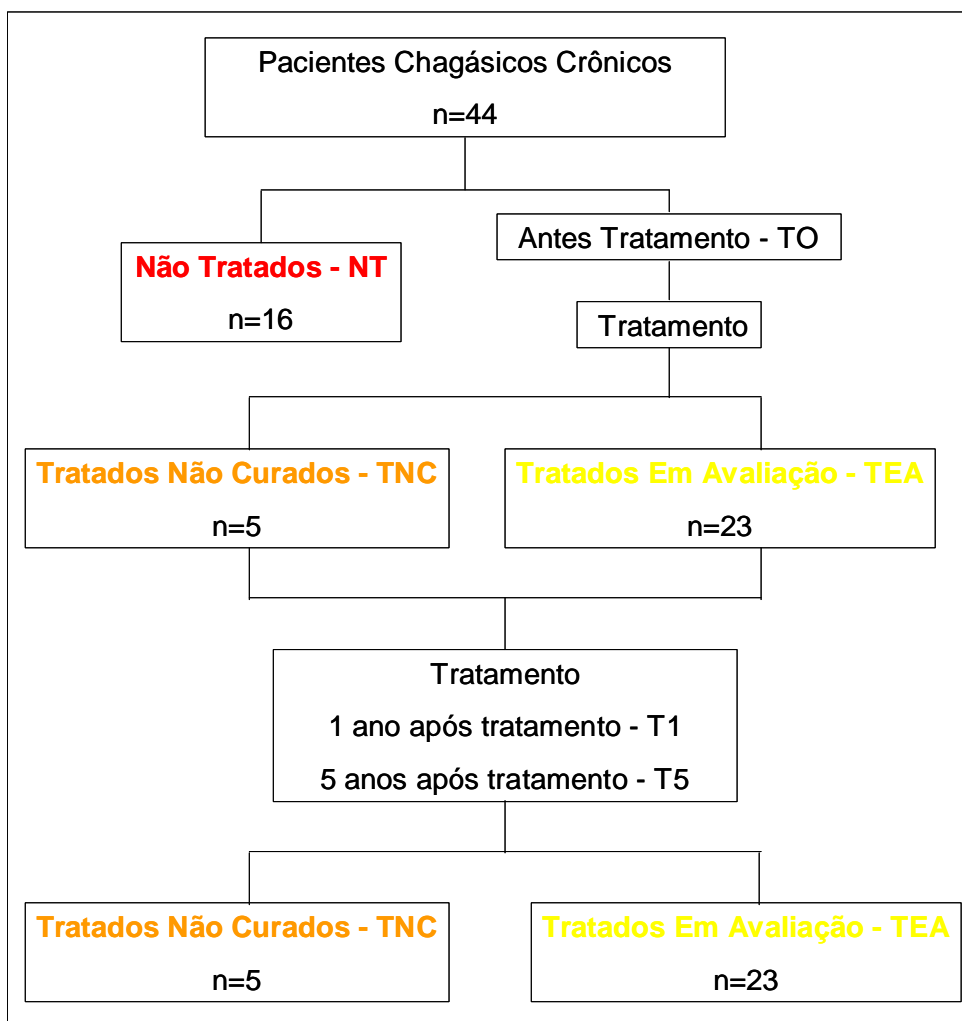 Pacientes Chagásicos Crônicos
n=44
Não Tratados - NT
n=16
Antes Tratamento - TO
Tratamento
Tratados Não Curados - TNC
n=5
Tratados Em Avaliação - TEA
n=23
Tratamento
1 ano após tratamento - T1
5 anos após tratamento - T5
Tratados Não Curados - TNC
n=5
Tratados Em Avaliação - TEA
n=23